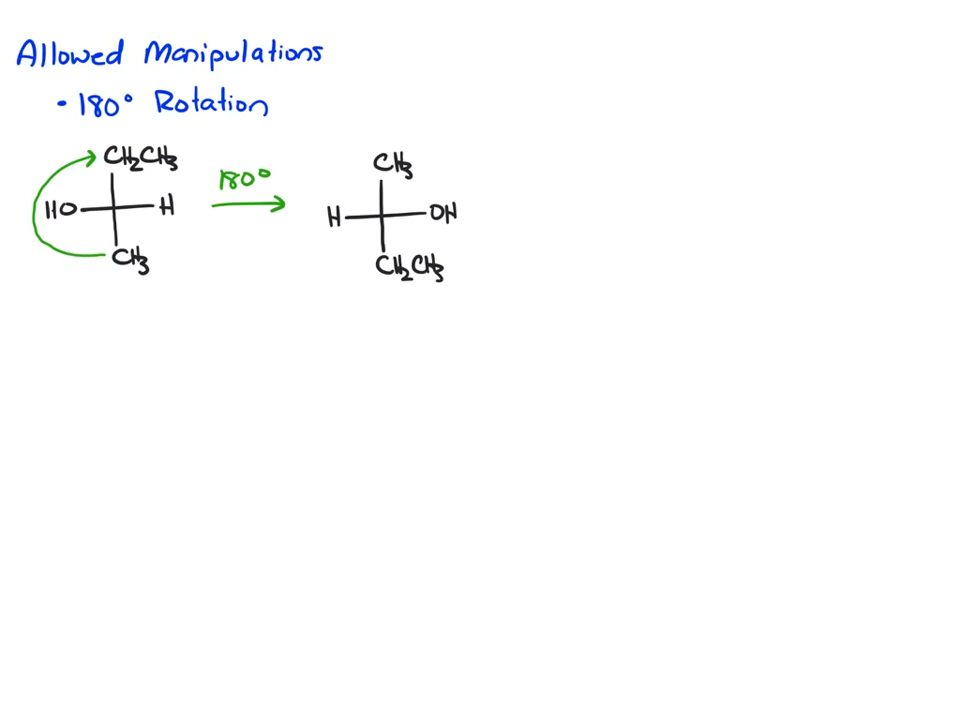 Allowed Manipulations
• 180° Rotation
CH₂CH₃
HO H
CH₃
180°
CH₃
H OH
CH₂CH₃